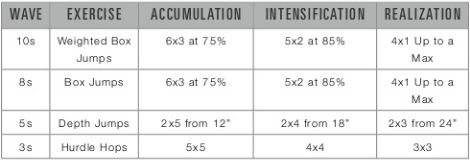 WAVE EXERCISE ACCUMULATION INTENSIFICATION REALIZATION
10s Weighted Box Jumps 6x3 at 75% 5x2 at 85% 4x1 Up to a Max
8s Box Jumps 6x3 at 75% 5x2 at 85% 4x1 Up to a Max
5s Depth Jumps 2x5 from 12" 2x4 from 18" 2x3 from 24"
3s Hurdle Hops 5x5 4x4 3x3